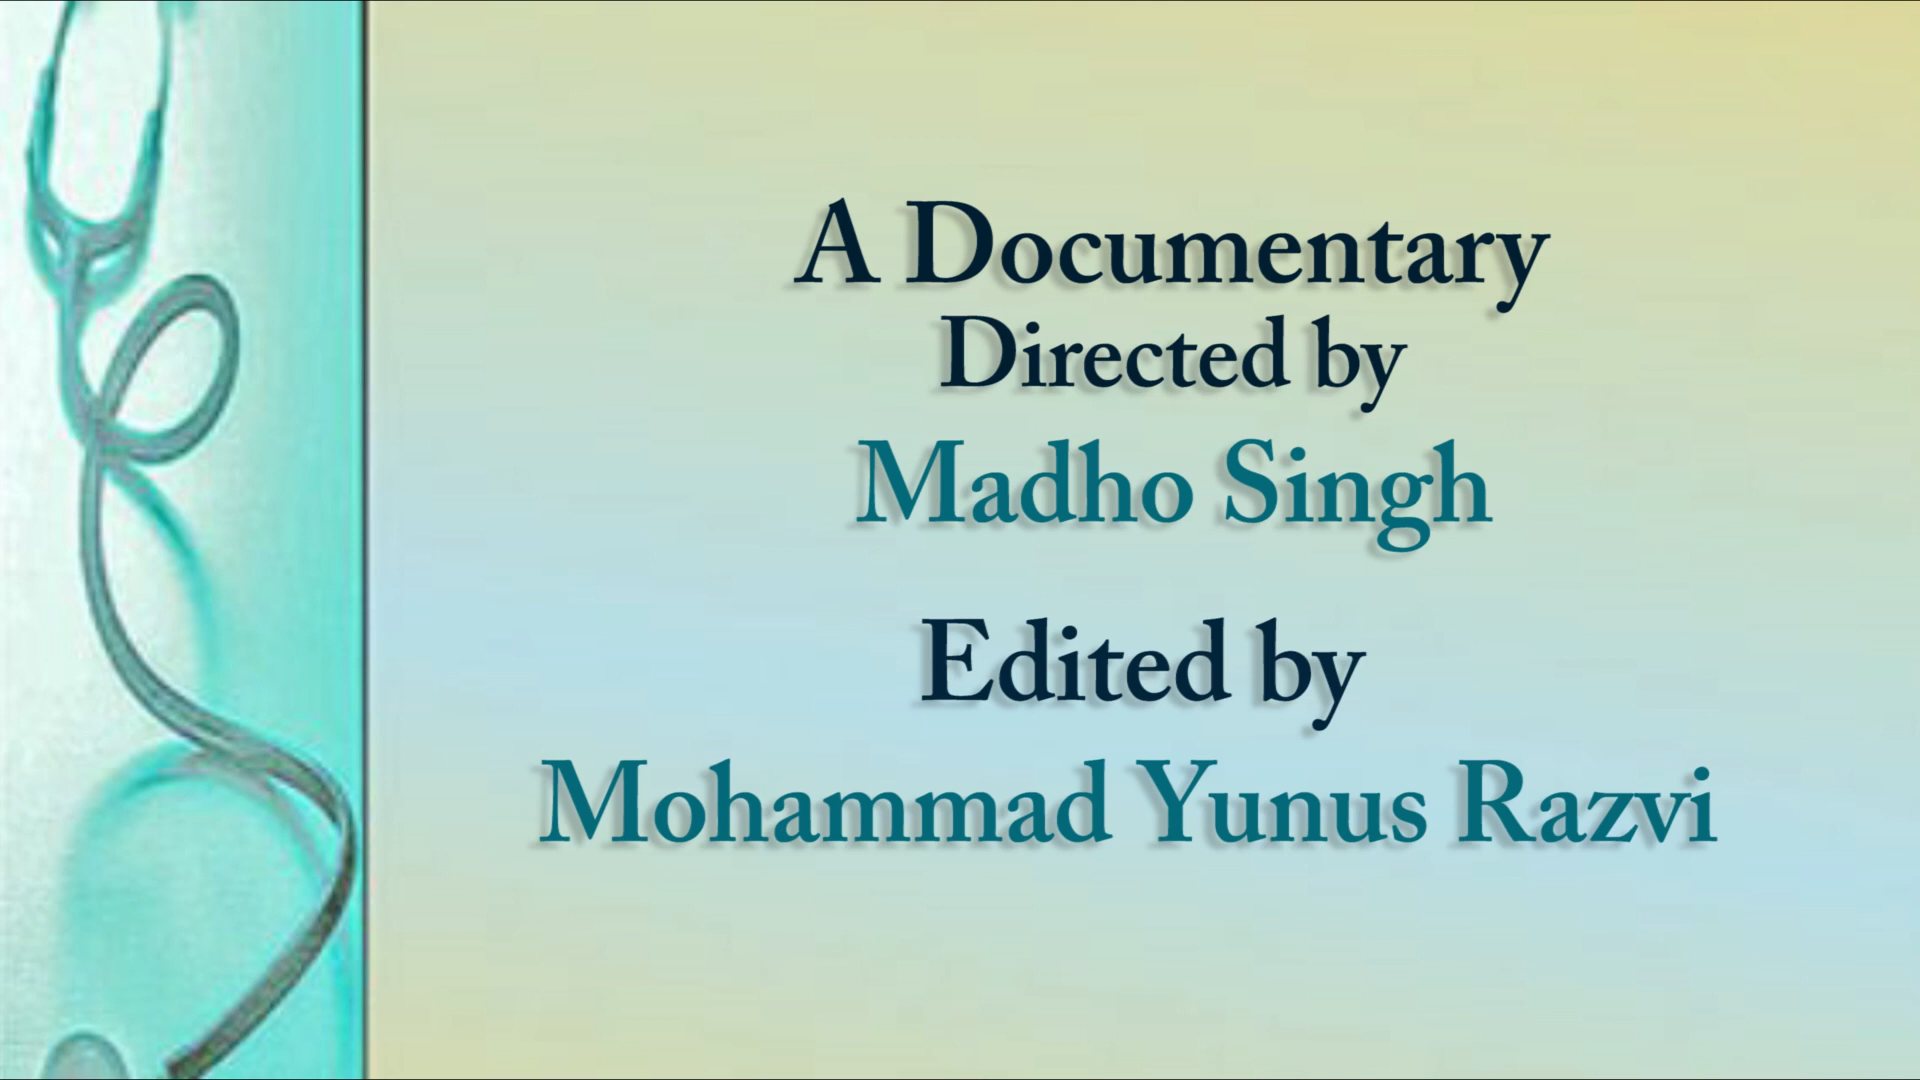 A Documentary
Directed by
Madho Singh
Edited by
Mohammad Yunus Razvi